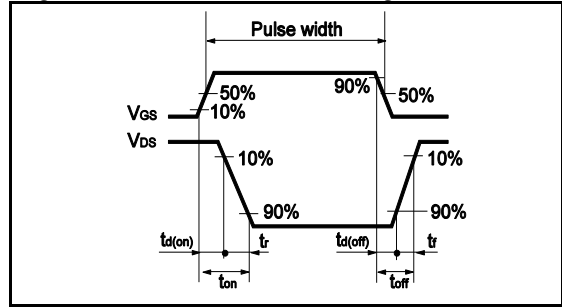 Pulse width
90%
50%
50%
VGS
10%
VDS
10%
10%
90%
90%
td(on)
tr
td(off)
tf
ton
toff